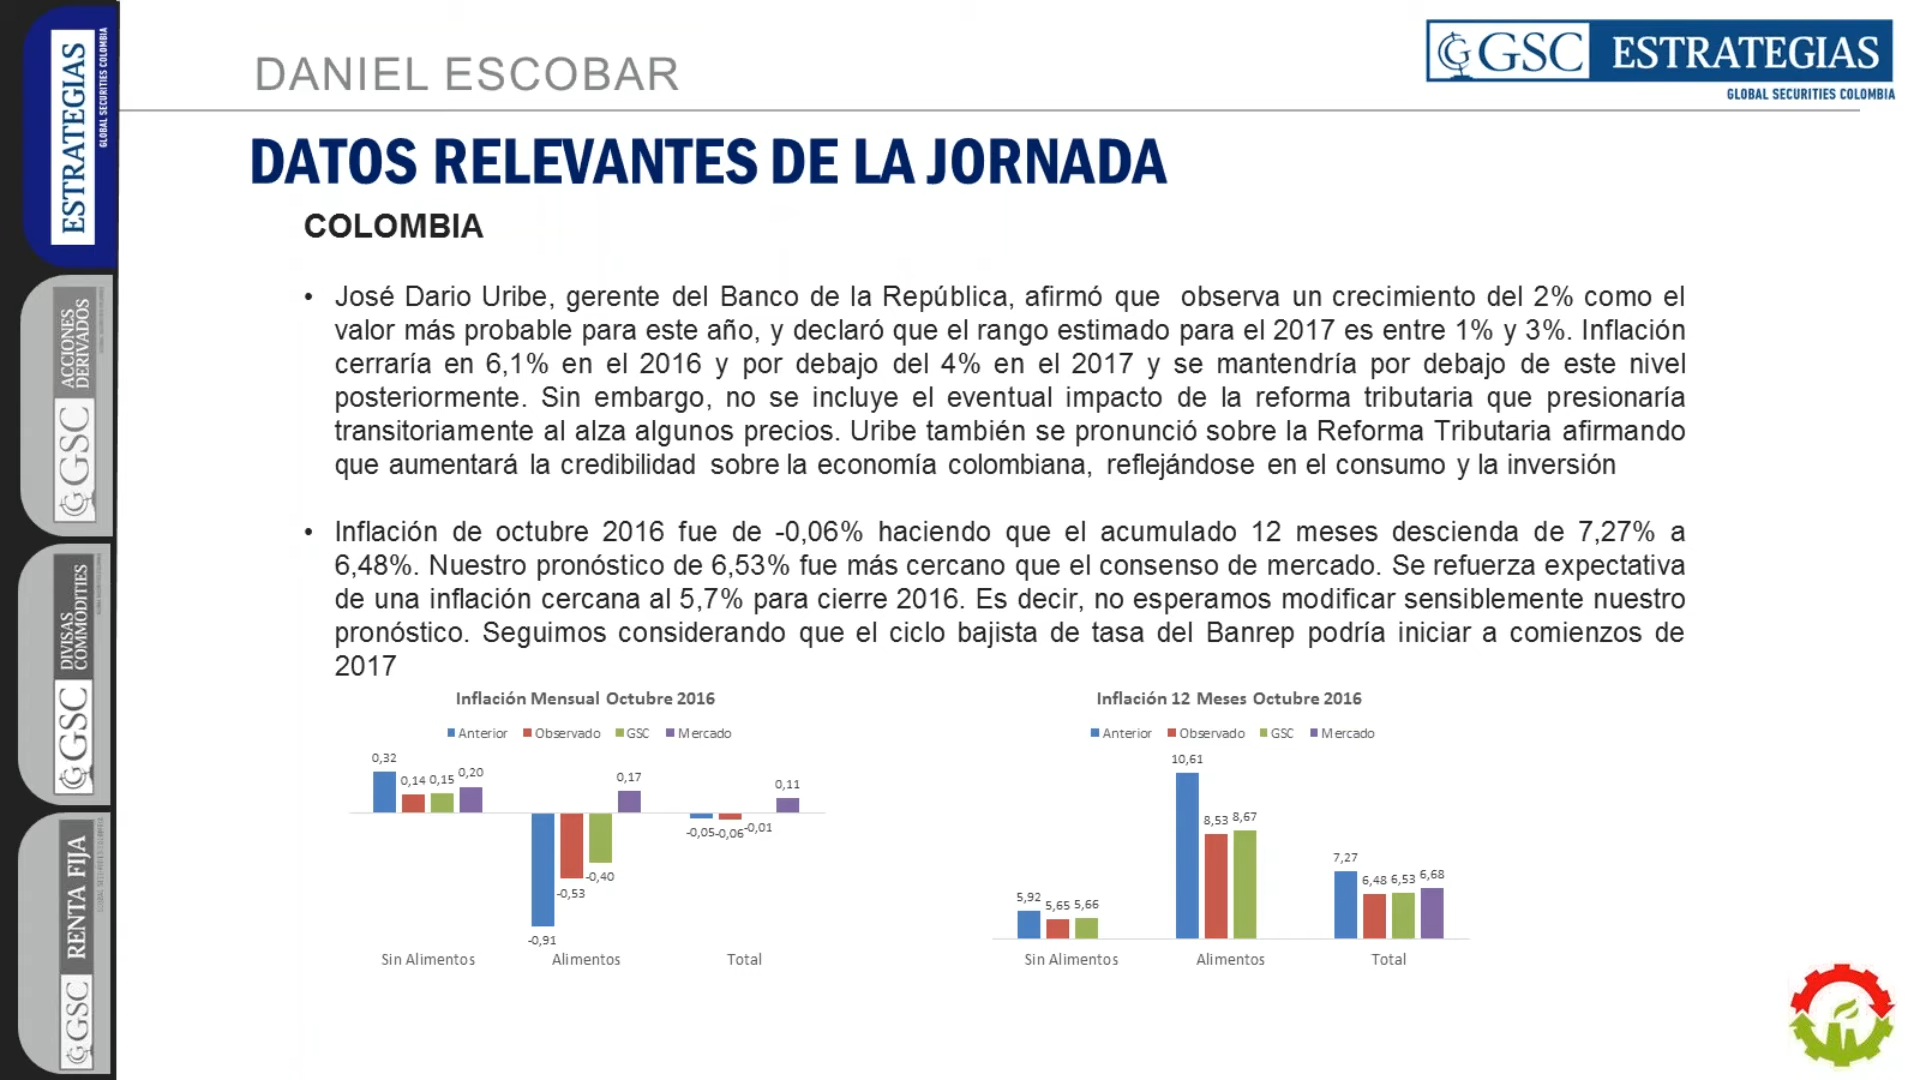 DANIEL ESCOBAR
GSC ESTRATEGIAS
GLOBAL SECURITIES COLOMBIA
ESTRATEGIAS
GLOBAL SECURITIES COLOMBIA
ACCIONES
DERIVADOS
GSC
DIVISAS
COMMODITIES
GSC
RENTA FIJA
GSC
DATOS RELEVANTES DE LA JORNADA
COLOMBIA
• José Dario Uribe, gerente del Banco de la República, afirmó que observa un crecimiento del 2% como el
valor más probable para este año, y declaró que el rango estimado para el 2017 es entre 1% y 3%. Inflación
cerraría en 6,1% en el 2016 y por debajo del 4% en el 2017 y se mantendría por debajo de este nivel
posteriormente. Sin embargo, no se incluye el eventual impacto de la reforma tributaria que presionaría
transitoriamente al alza algunos precios. Uribe también se pronunció sobre la Reforma Tributaria afirmando
que aumentará la credibilidad sobre la economía colombiana, reflejándose en el consumo y la inversión
• Inflación de octubre 2016 fue de -0,06% haciendo que el acumulado 12 meses descienda de 7,27% a
6,48%. Nuestro pronóstico de 6,53% fue más cercano que el consenso de mercado. Se refuerza expectativa
de una inflación cercana al 5,7% para cierre 2016. Es decir, no esperamos modificar sensiblemente nuestro
pronóstico. Seguimos considerando que el ciclo bajista de tasa del Banrep podría iniciar a comienzos de
2017
Inflación Mensual Octubre 2016
Anterior Observado GSC Mercado
0,32 0,14 0,15 0,20
-0,91 -0,53 -0,40 0,17
-0,05 -0,06 -0,01 0,11
Sin Alimentos Alimentos Total
Inflación 12 Meses Octubre 2016
Anterior Observado GSC Mercado
5,92 5,65 5,66
10,61 8,53 8,67
7,27 6,48 6,53 6,68
Sin Alimentos Alimentos Total